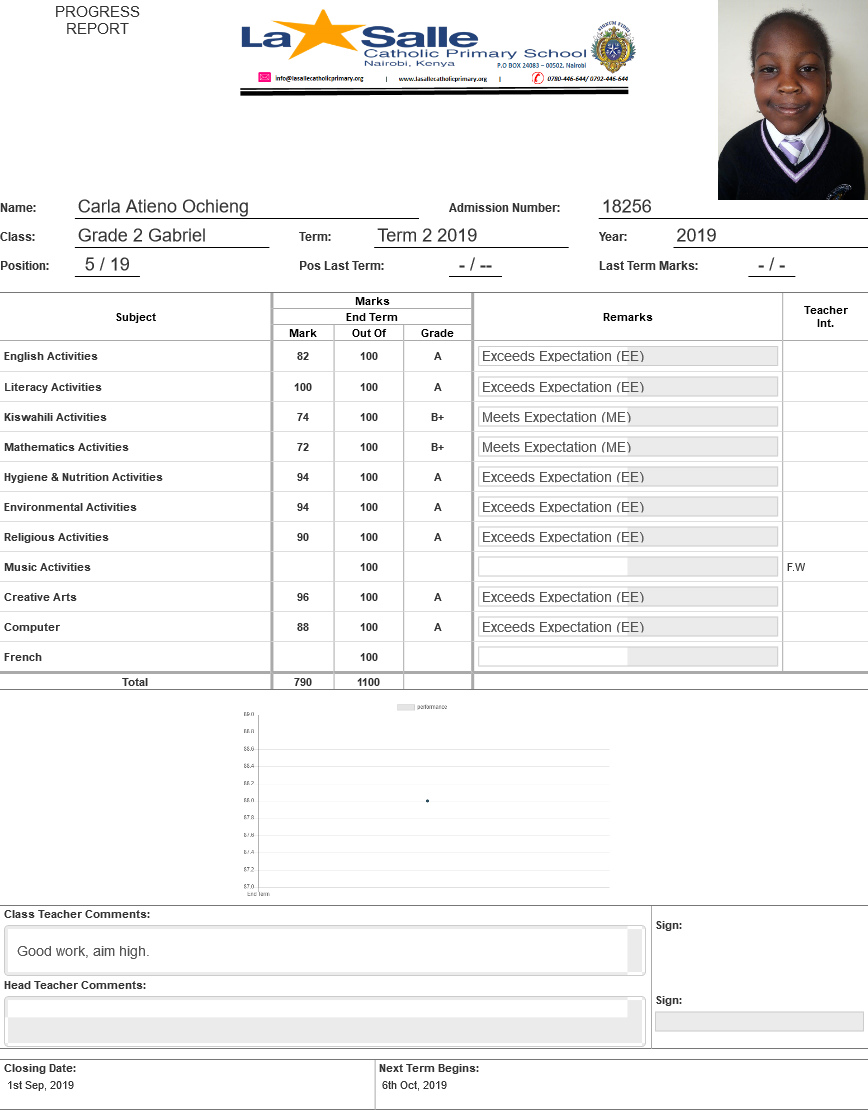 PROGRESS
REPORT
La Salle
Catholic Primary School
Nairobi, Kenya
P.O BOX 24083 – 00502. Nairobi
info@lasallecatholicprimary.org | www.lasallecatholicprimary.org | 0780-446-644/ 0792-446-644
Name: Carla Atieno Ochieng Admission Number: 18256
Class: Grade 2 Gabriel Term: Term 2 2019 Year: 2019
Position: 5 / 19 Pos Last Term: - / -- Last Term Marks: - / -
Marks
End Term
Subject Mark Out Of Grade Remarks Teacher Int.
English Activities 82 100 A Exceeds Expectation (EE)
Literacy Activities 100 100 A Exceeds Expectation (EE)
Kiswahili Activities 74 100 B+ Meets Expectation (ME)
Mathematics Activities 72 100 B+ Meets Expectation (ME)
Hygiene & Nutrition Activities 94 100 A Exceeds Expectation (EE)
Environmental Activities 94 100 A Exceeds Expectation (EE)
Religious Activities 90 100 A Exceeds Expectation (EE)
Music Activities 100 F.W
Creative Arts 96 100 A Exceeds Expectation (EE)
Computer 88 100 A Exceeds Expectation (EE)
French 100
Total 790 1100
performance
89.0
88.8
88.6
88.4
88.2
88.0
87.8
87.6
87.4
87.2
87.0
End Term
Class Teacher Comments:
Sign:
Good work, aim high.
Head Teacher Comments:
Sign:
Closing Date: Next Term Begins:
1st Sep, 2019 6th Oct, 2019